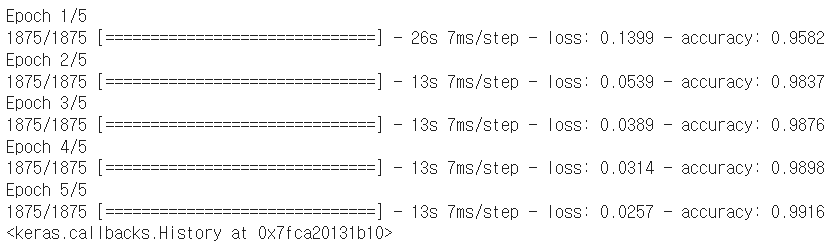 Epoch 1/5
1875/1875 [==============================] - 26s 7ms/step - loss: 0.1399 - accuracy: 0.9582
Epoch 2/5
1875/1875 [==============================] - 13s 7ms/step - loss: 0.0539 - accuracy: 0.9837
Epoch 3/5
1875/1875 [==============================] - 13s 7ms/step - loss: 0.0389 - accuracy: 0.9876
Epoch 4/5
1875/1875 [==============================] - 13s 7ms/step - loss: 0.0314 - accuracy: 0.9898
Epoch 5/5
1875/1875 [==============================] - 13s 7ms/step - loss: 0.0257 - accuracy: 0.9916
<keras.callbacks.History at 0x7fca20131b10>